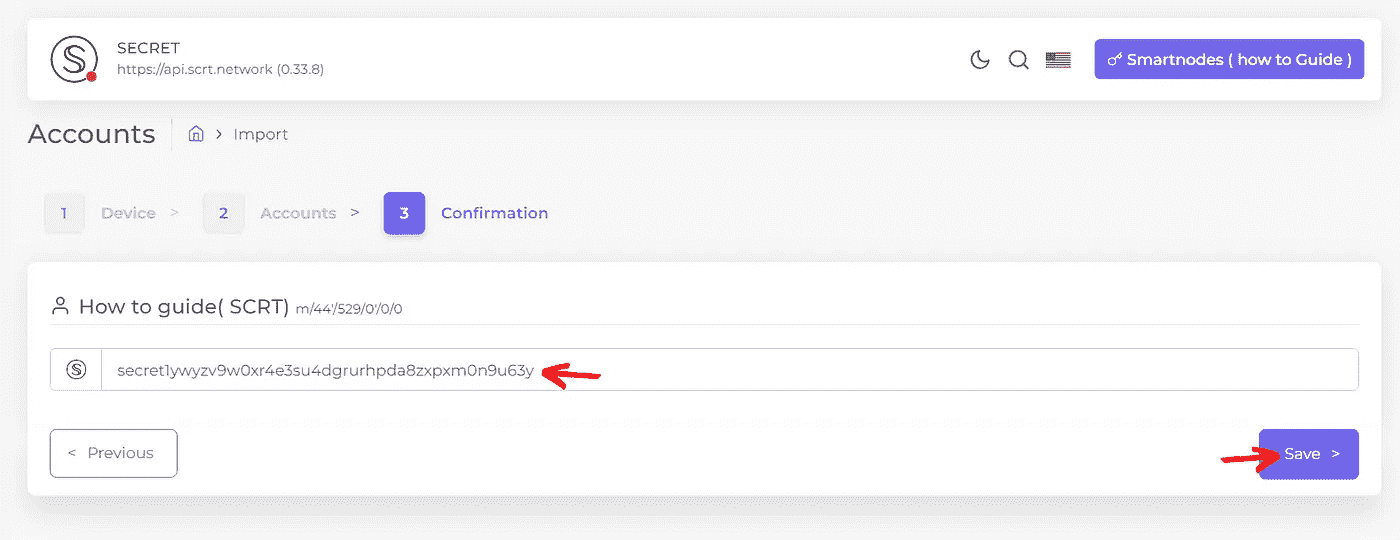 SECRET
https://api.scrt.network (0.33.8)
Smartnodes ( how to Guide )
Accounts > Import
1 Device > 2 Accounts > 3 Confirmation
How to guide( SCRT) m/44'/529/0'/0/0
secret1ywyzv9w0xr4e3su4dgrurhpda8zxpxm0n9u63y
< Previous
Save >